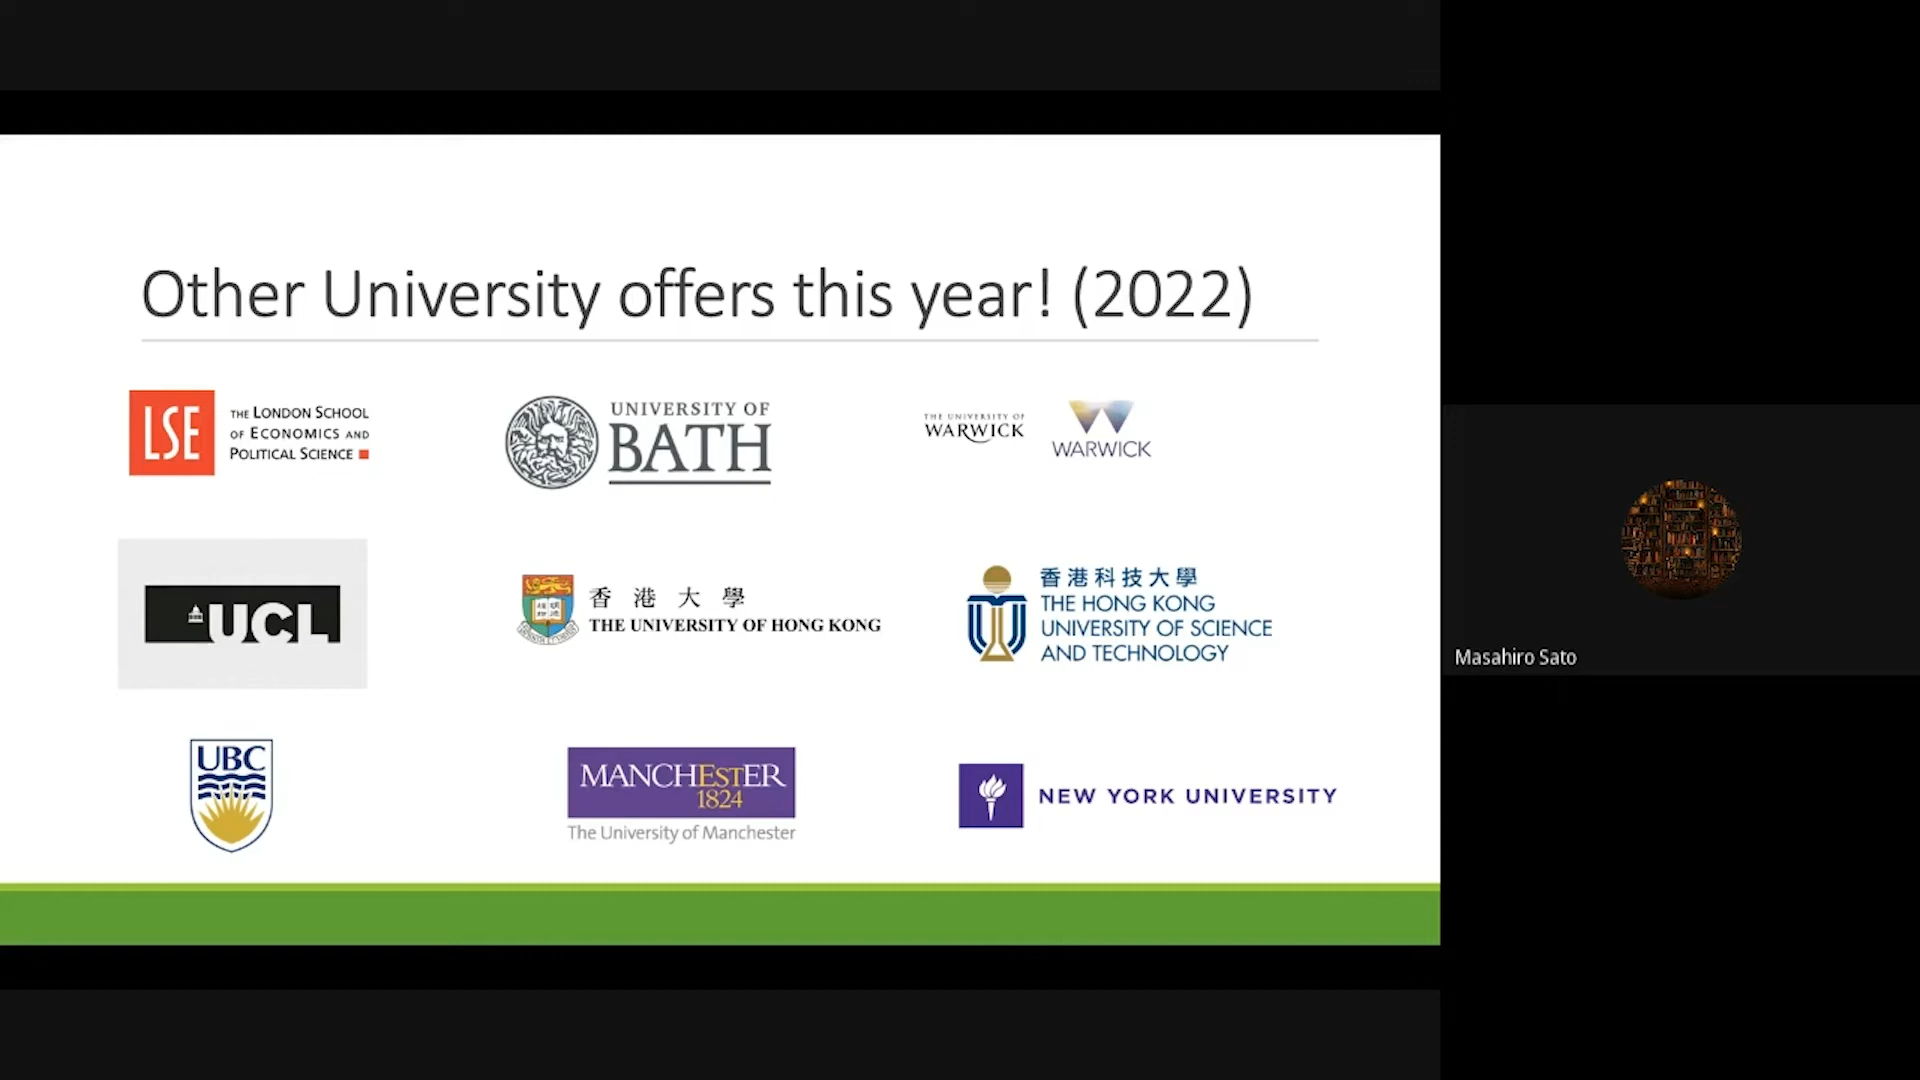 Other University offers this year! (2022)
LSE
THE LONDON SCHOOL
OF ECONOMICS AND
POLITICAL SCIENCE
UNIVERSITY OF
BATH
THE UNIVERSITY OF
WARWICK
WARWICK
UCL
香港大學
THE UNIVERSITY OF HONG KONG
香港科技大學
THE HONG KONG
UNIVERSITY OF SCIENCE
AND TECHNOLOGY
UBC
MANCHESTER
1824
The University of Manchester
NEW YORK UNIVERSITY
Masahiro Sato